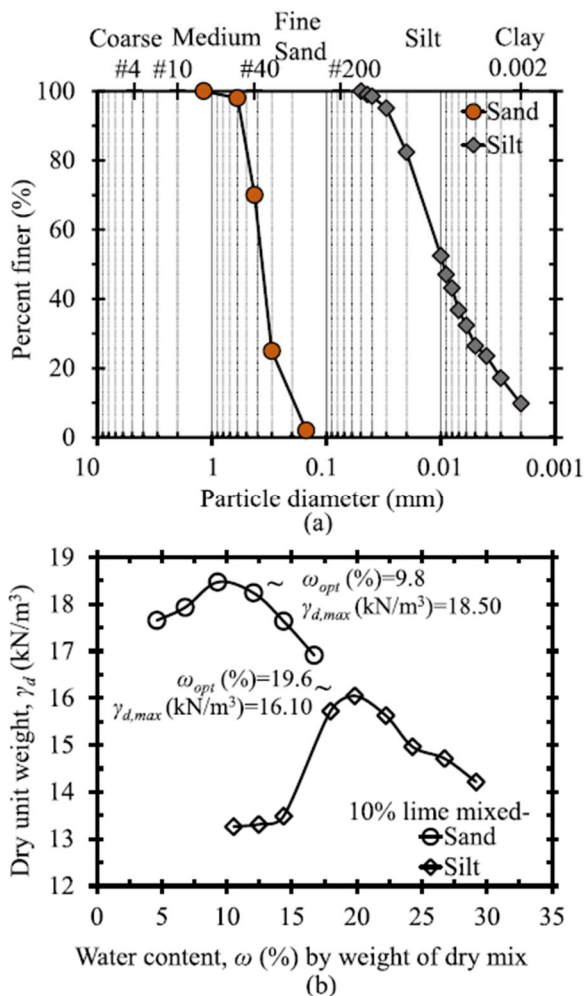 Coarse Medium Fine Sand Silt Clay
#4 #10 #40 #200 0.002
100
80
60
40
20
0
Percent finer (%)
Sand
Silt
10 1 0.1 0.01 0.001
Particle diameter (mm)
(a)
19
18
17
16
15
14
13
12
Dry unit weight, γd (kN/m³)
ωopt (%)=9.8
γd,max (kN/m³)=18.50
ωopt (%)=19.6
γd,max (kN/m³)=16.10
10% lime mixed-
Sand
Silt
0 5 10 15 20 25 30 35
Water content, ω (%) by weight of dry mix
(b)